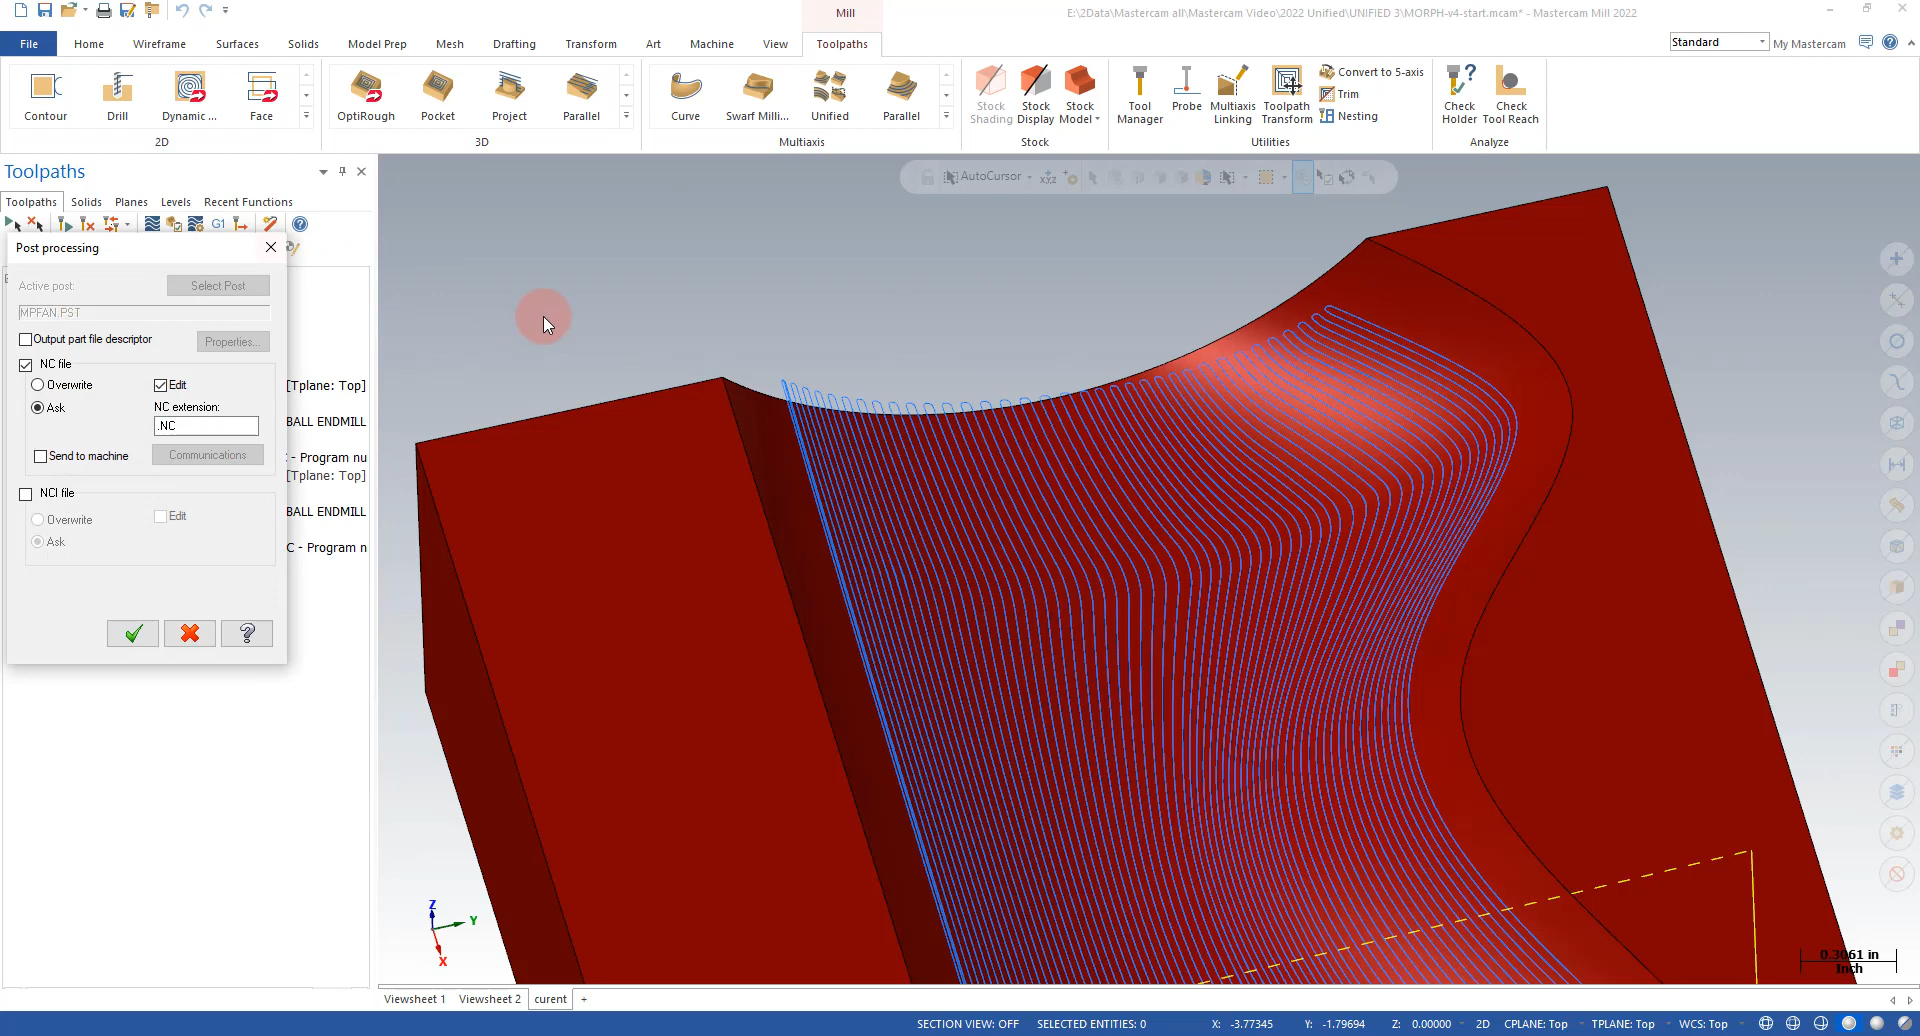 Mill
E:\2Data\Mastercam all\Mastercam Video\2022 Unified\UNIFIED 3\MORPH-v4-start.mcam* - Mastercam Mill 2022
File
Home
Wireframe
Surfaces
Solids
Model Prep
Mesh
Drafting
Transform
Art
Machine
View
Toolpaths
Standard
My Mastercam
Contour
Drill
Dynamic ...
Face
2D
OptiRough
Pocket
Project
Parallel
3D
Curve
Swarf Milli...
Unified
Parallel
Multiaxis
Stock
Shading
Stock
Display
Stock
Model
Stock
Tool
Manager
Probe
Multiaxis
Linking
Toolpath
Transform
Convert to 5-axis
Trim
Nesting
Utilities
Check
Holder
Check
Tool Reach
Analyze
Toolpaths
Toolpaths
Solids
Planes
Levels
Recent Functions
G1
AutoCursor
XYZ
Post processing
Active post:
Select Post
MPFAN.PST
Output part file descriptor
Properties...
NC file
Overwrite
Edit
Ask
NC extension:
.NC
Send to machine
Communications
NCI file
Overwrite
Edit
Ask
[Tplane: Top]
BALL ENDMILL
- Program nu
[Tplane: Top]
BALL ENDMILL
C - Program n
Z
Y
X
0.3061 in
Inch
Viewsheet 1
Viewsheet 2
curent
+
SECTION VIEW: OFF
SELECTED ENTITIES: 0
X: -3.77345
Y: -1.79694
Z: 0.00000
2D
CPLANE: Top
TPLANE: Top
WCS: Top